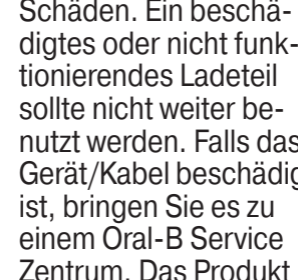 Schäden. Ein beschä-
digtes oder nicht funk-
tionierendes Ladeteil
sollte nicht weiter be-
nutzt werden. Falls das
Gerät/Kabel beschädig
ist, bringen Sie es zu
einem Oral-B Service
Zentrum. Das Produkt